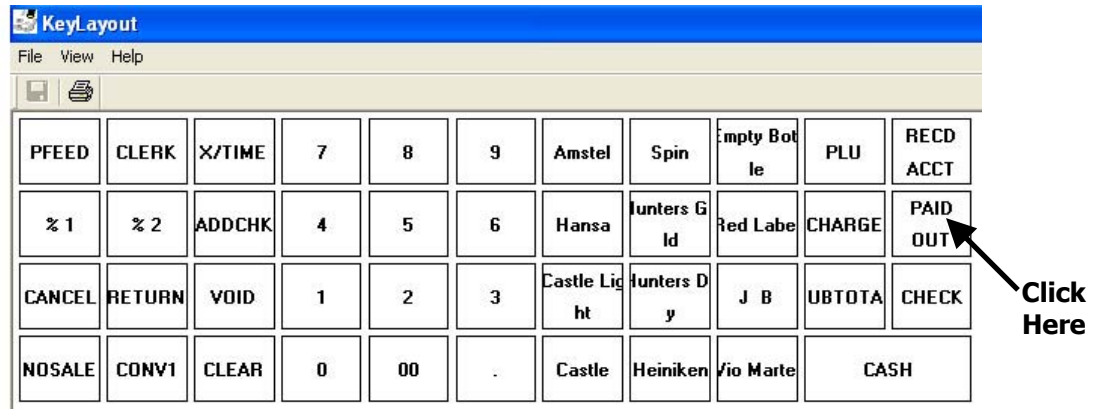 KeyLayout
File View Help
PFEED CLERK X/TIME 7 8 9 Amstel Spin Empty Bot PLU RECD
le ACCT
% 1 % 2 ADDCHK 4 5 6 Hansa Hunters G Red Labe CHARGE PAID
ld OUT
CANCEL RETURN VOID 1 2 3 Castle Lig Hunters D J B UBTOTA CHECK
ht y
NOSALE CONV1 CLEAR 0 00 . Castle Heiniken Vio Marte CASH
Click
Here